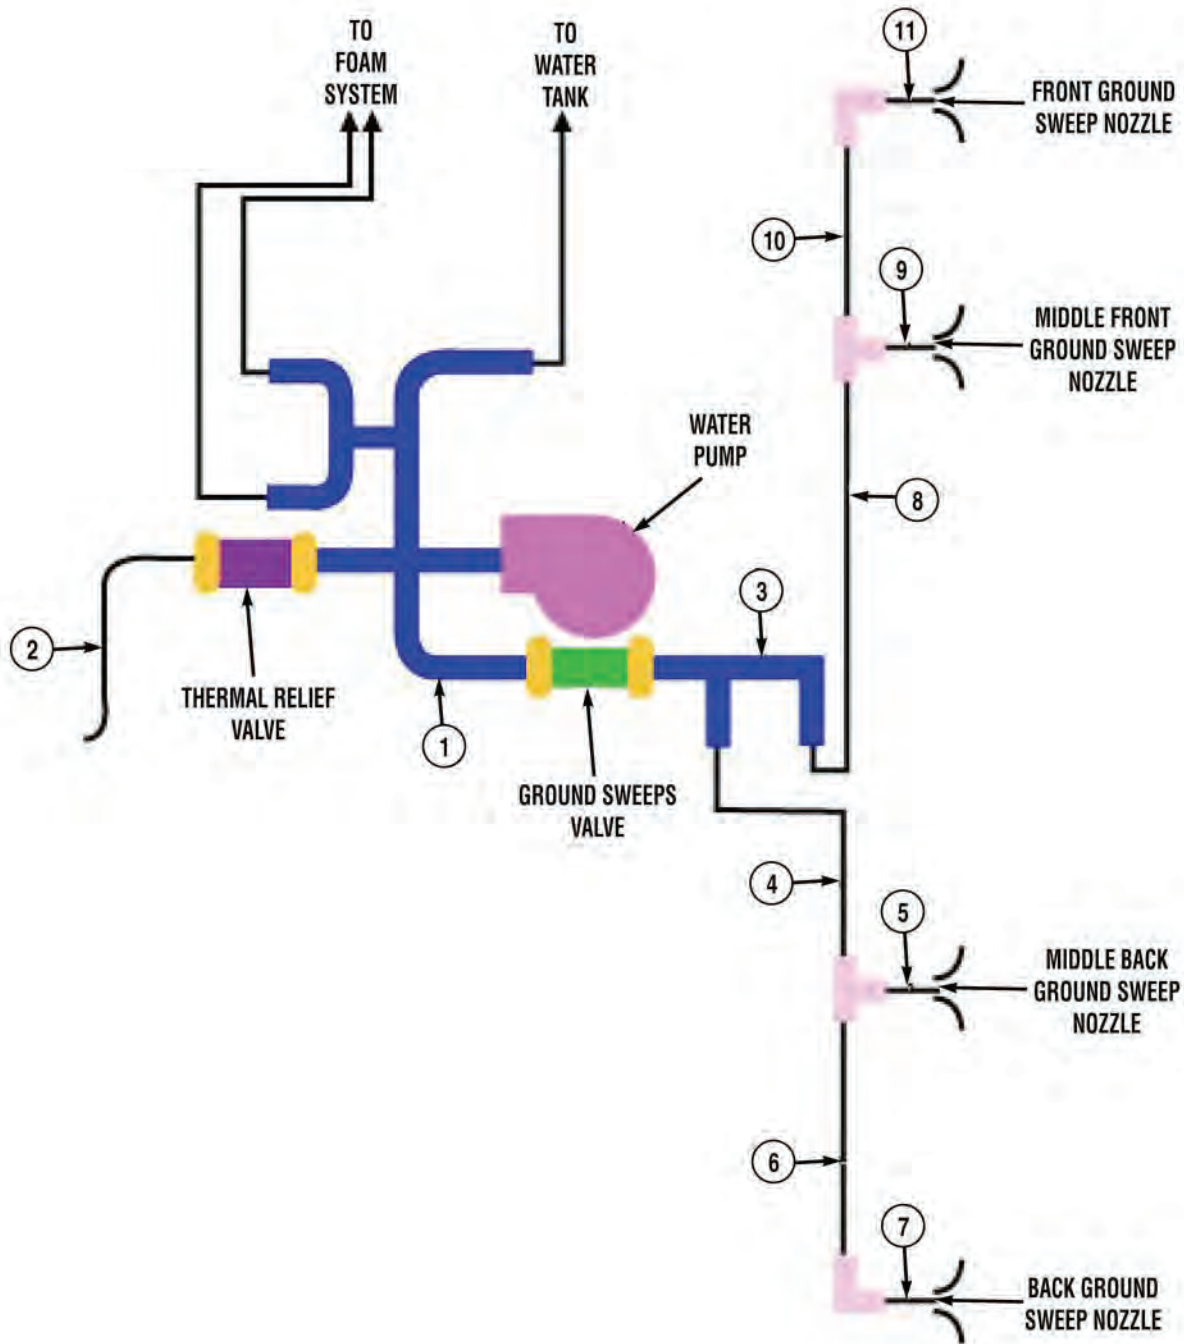 TO
FOAM
SYSTEM
TO
WATER
TANK
11
FRONT GROUND
SWEEP NOZZLE
10
9
MIDDLE FRONT
GROUND SWEEP
NOZZLE
WATER
PUMP
8
3
2
THERMAL RELIEF
VALVE
1
GROUND SWEEPS
VALVE
4
5
MIDDLE BACK
GROUND SWEEP
NOZZLE
6
7
BACK GROUND
SWEEP NOZZLE